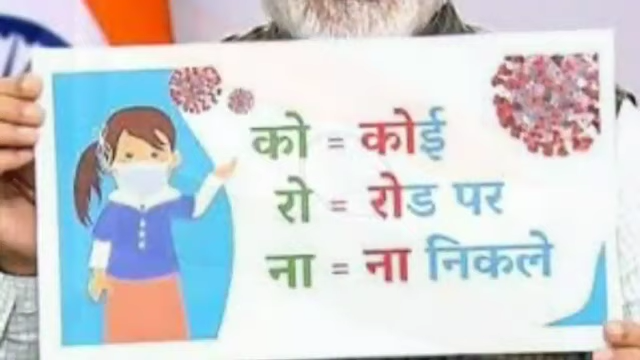 को = कोई
रो = रोड पर
ना = ना निकले